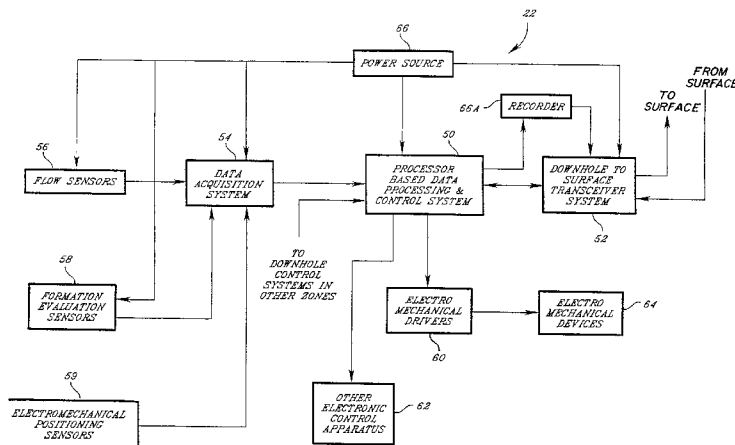 22
66
POWER SOURCE
FROM
SURFACE
TO
SURFACE
66A
RECORDER
56
FLOW SENSORS
54
DATA
ACQUISITION
SYSTEM
50
PROCESSOR
BASED DATA
PROCESSING &
CONTROL SYSTEM
DOWNHOLE TO
SURFACE
TRANSCEIVER
SYSTEM
52
TO
DOWNHOLE
CONTROL
SYSTEMS IN
OTHER ZONES
58
FORMATION
EVALUATION
SENSORS
ELECTRO
MECHANICAL
DRIVERS
60
ELECTRO
MECHANICAL
DEVICES
64
59
ELECTROMECHANICAL
POSITIONING
SENSORS
OTHER
ELECTRONIC
CONTROL
APPARATUS
62